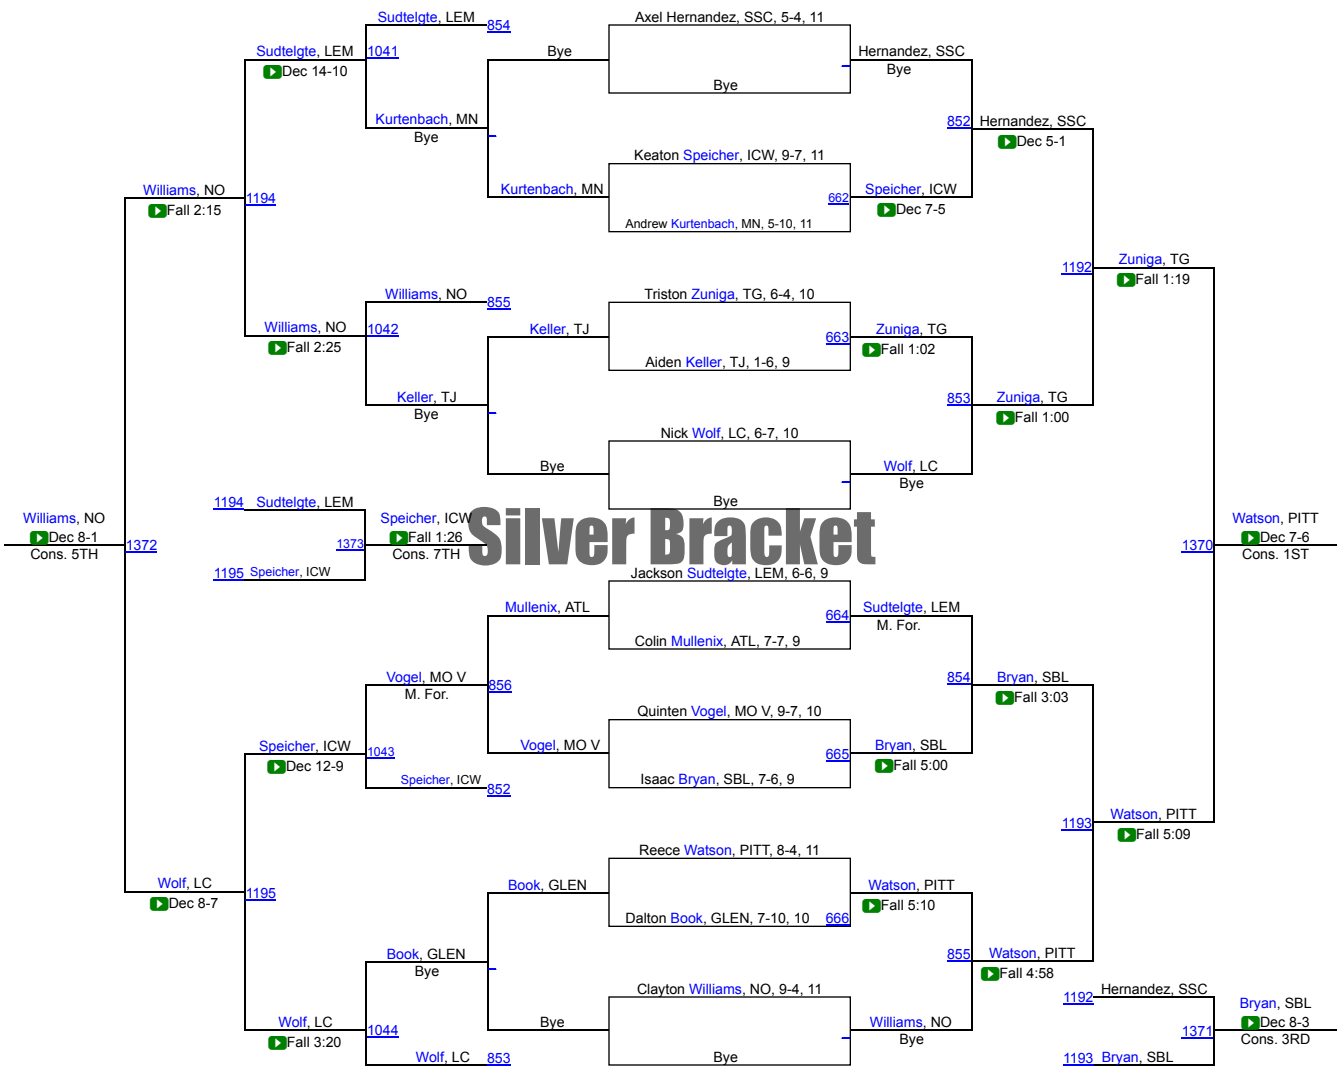 Sudtelgte, LEM
854
Axel Hernandez, SSC, 5-4, 11
Sudtelgte, LEM
1041
Bye
Hernandez, SSC
Dec 14-10
Bye
Bye
Kurtenbach, MN
Bye
852
Hernandez, SSC
Dec 5-1
Keaton Speicher, ICW, 9-7, 11
Williams, NO
1194
Kurtenbach, MN
662
Speicher, ICW
Fall 2:15
Dec 7-5
Andrew Kurtenbach, MN, 5-10, 11
1192
Zuniga, TG
Fall 1:19
Williams, NO
855
Triston Zuniga, TG, 6-4, 10
Williams, NO
1042
Keller, TJ
663
Zuniga, TG
Fall 2:25
Fall 1:02
Aiden Keller, TJ, 1-6, 9
Keller, TJ
Bye
853
Zuniga, TG
Fall 1:00
Nick Wolf, LC, 6-7, 10
Bye
Wolf, LC
Bye
1194
Sudtelgte, LEM
Bye
Williams, NO
Dec 8-1
Cons. 5TH
1372
1373
Speicher, ICW
Fall 1:26
Cons. 7TH
Silver Bracket
1370
Watson, PITT
Dec 7-6
Cons. 1ST
1195
Speicher, ICW
Jackson Sudtelgte, LEM, 6-6, 9
Mullenix, ATL
664
Sudtelgte, LEM
M. For.
Colin Mullenix, ATL, 7-7, 9
Vogel, MO V
856
M. For.
854
Bryan, SBL
Fall 3:03
Quinten Vogel, MO V, 9-7, 10
Speicher, ICW
1043
Vogel, MO V
665
Bryan, SBL
Dec 12-9
Fall 5:00
Speicher, ICW
852
Isaac Bryan, SBL, 7-6, 9
1193
Watson, PITT
Fall 5:09
Reece Watson, PITT, 8-4, 11
Wolf, LC
1195
Book, GLEN
Watson, PITT
Dec 8-7
Fall 5:10
Dalton Book, GLEN, 7-10, 10
666
Book, GLEN
Bye
855
Watson, PITT
Fall 4:58
Clayton Williams, NO, 9-4, 11
1192
Hernandez, SSC
Wolf, LC
1044
Bye
Williams, NO
Fall 3:20
Bye
1371
Bryan, SBL
Dec 8-3
Cons. 3RD
Wolf, LC
853
Bye
1193
Bryan, SBL